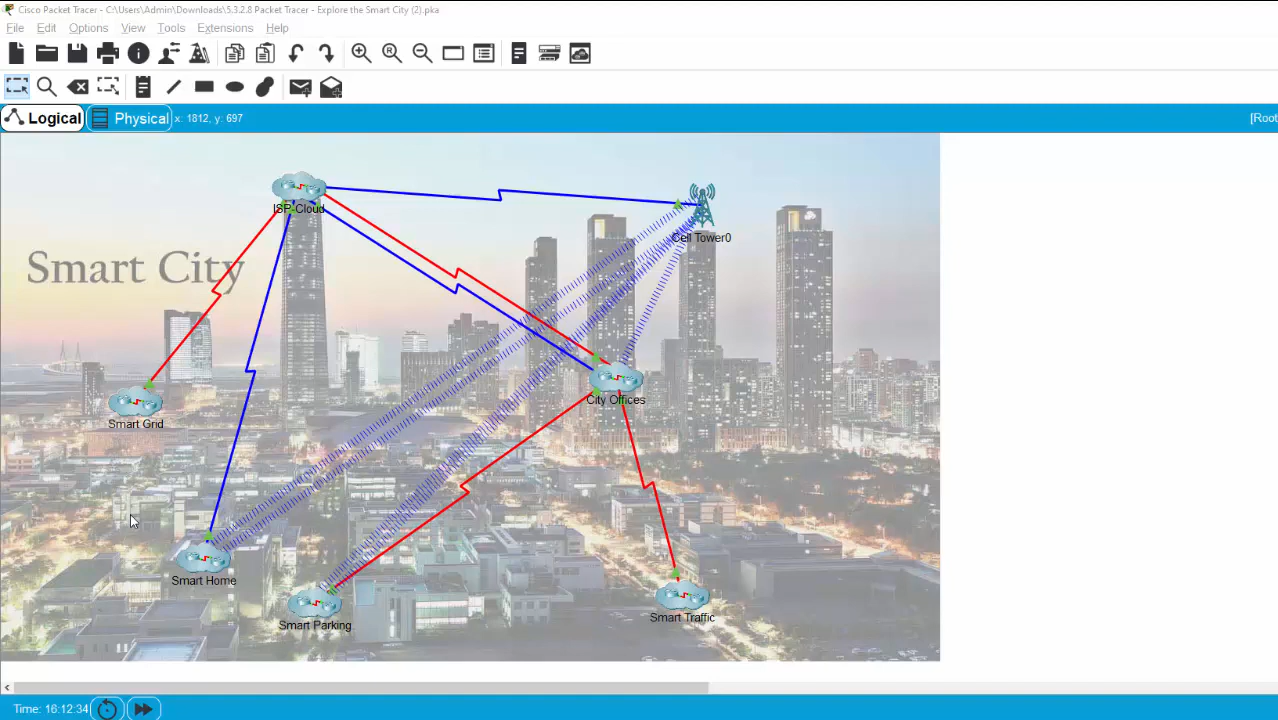 Cisco Packet Tracer - C:\Users\Admin\Downloads\5.3.2.8 Packet Tracer - Explore the Smart City (2).pka
File Edit Options View Tools Extensions Help
Logical Physical x: 1812, y: 697 [Root
ISP-Cloud
Cell Tower0
Smart City
City Offices
Smart Grid
Smart Home
Smart Parking
Smart Traffic
Time: 16:12:34